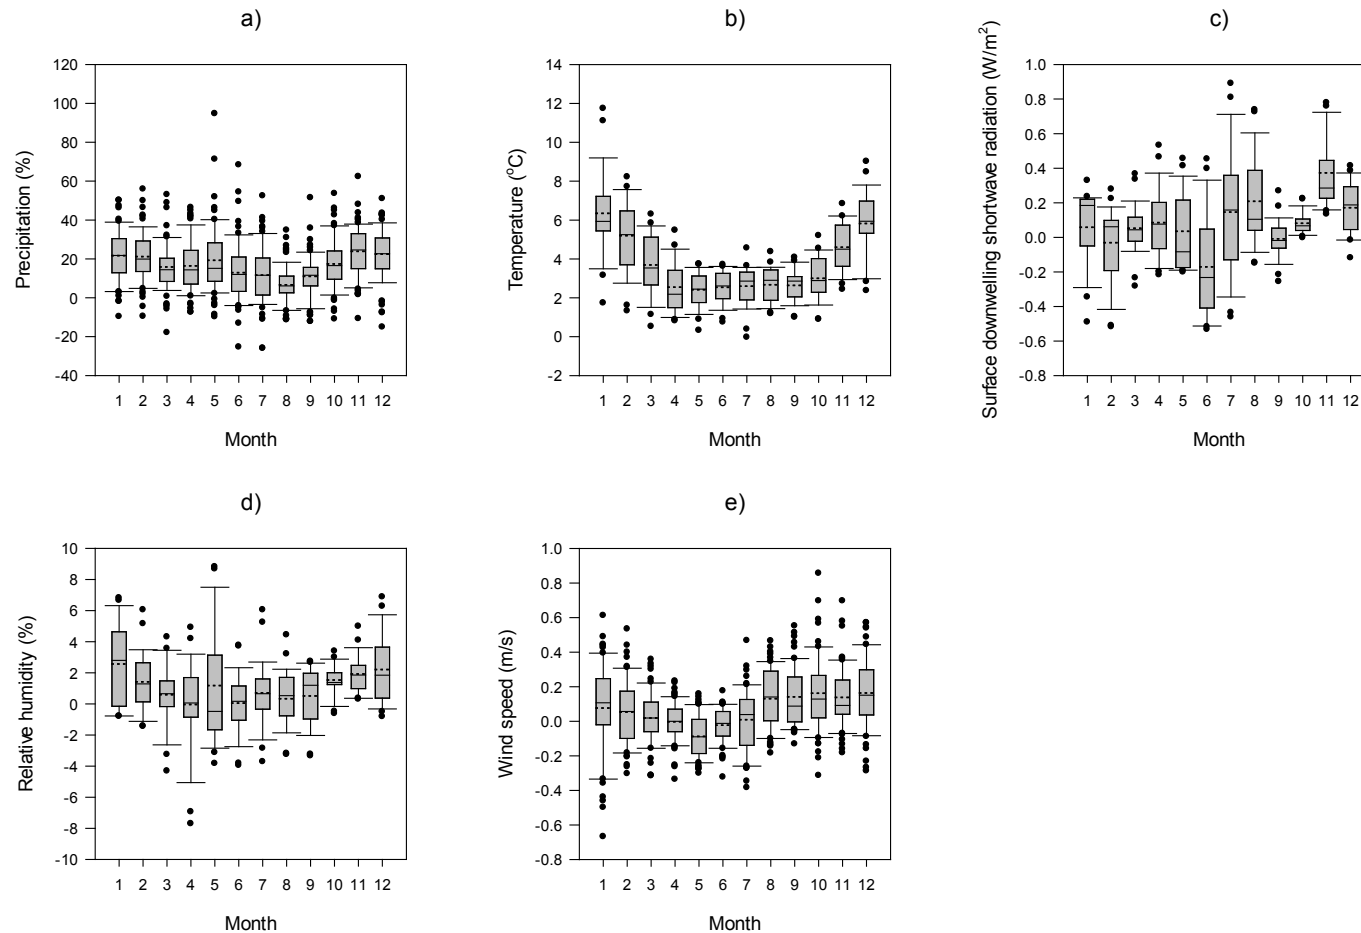 a)
Precipitation (%)
120
100
80
60
40
20
0
-20
-40
1 2 3 4 5 6 7 8 9 10 11 12
Month
b)
Temperature (°C)
14
12
10
8
6
4
2
0
-2
1 2 3 4 5 6 7 8 9 10 11 12
Month
c)
Surface downwelling shortwave radiation (W/m²)
1.0
0.8
0.6
0.4
0.2
0.0
-0.2
-0.4
-0.6
-0.8
1 2 3 4 5 6 7 8 9 10 11 12
Month
d)
Relative humidity (%)
10
8
6
4
2
0
-2
-4
-6
-8
-10
1 2 3 4 5 6 7 8 9 10 11 12
Month
e)
Wind speed (m/s)
1.0
0.8
0.6
0.4
0.2
0.0
-0.2
-0.4
-0.6
-0.8
1 2 3 4 5 6 7 8 9 10 11 12
Month